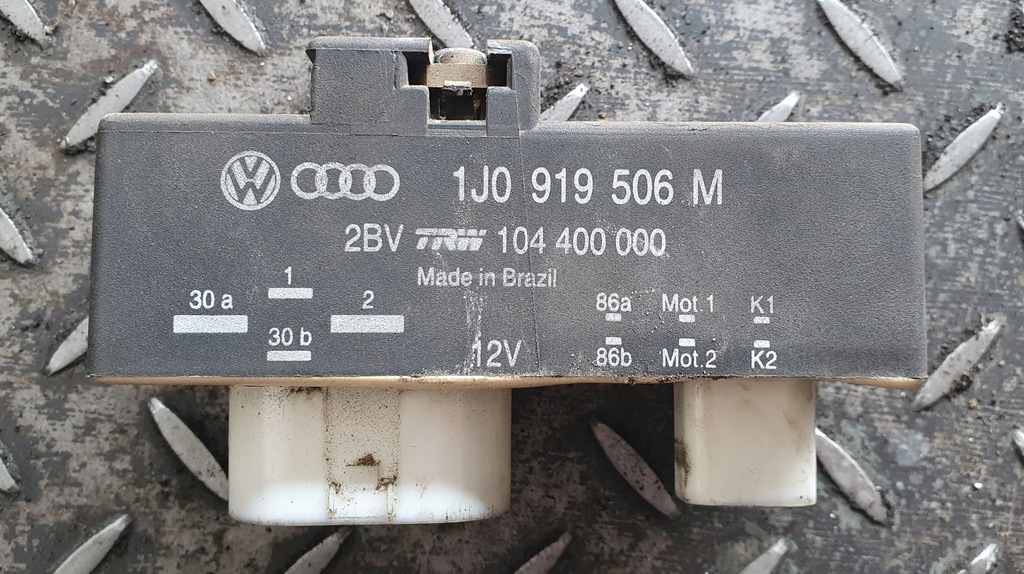 VW 1J0 919 506 M
2BV TRW 104 400 000
Made in Brazil
30 a 1 2
30 b
12V
86a Mot.1 K1
86b Mot.2 K2